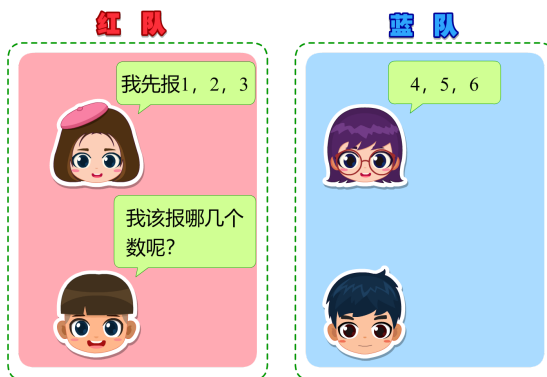 红 队
蓝 队
我先报1，2，3
4，5，6
我该报哪几个
数呢？